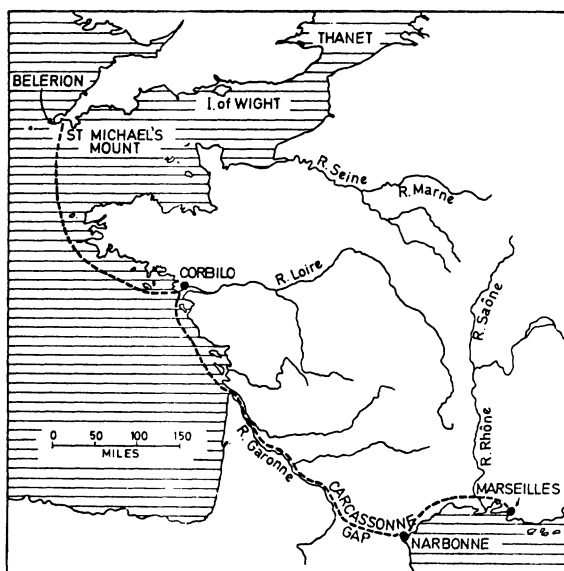 THANET
BELERION
I. of WIGHT
ST MICHAEL'S
MOUNT
R. Seine
R. Marne
CORBILO
R. Loire
R. Saône
0 50 100 150
MILES
R. Garonne
R. Rhône
CARCASSONNE
GAP
MARSEILLES
NARBONNE